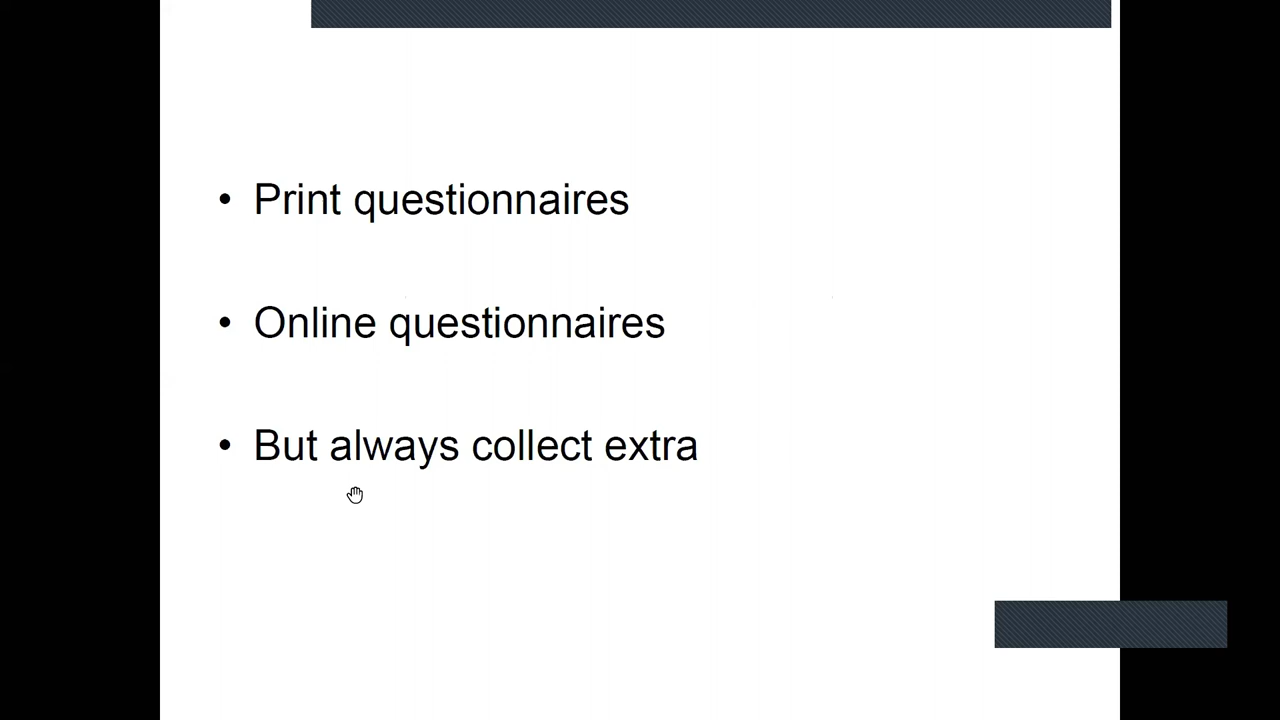 • Print questionnaires
• Online questionnaires
• But always collect extra